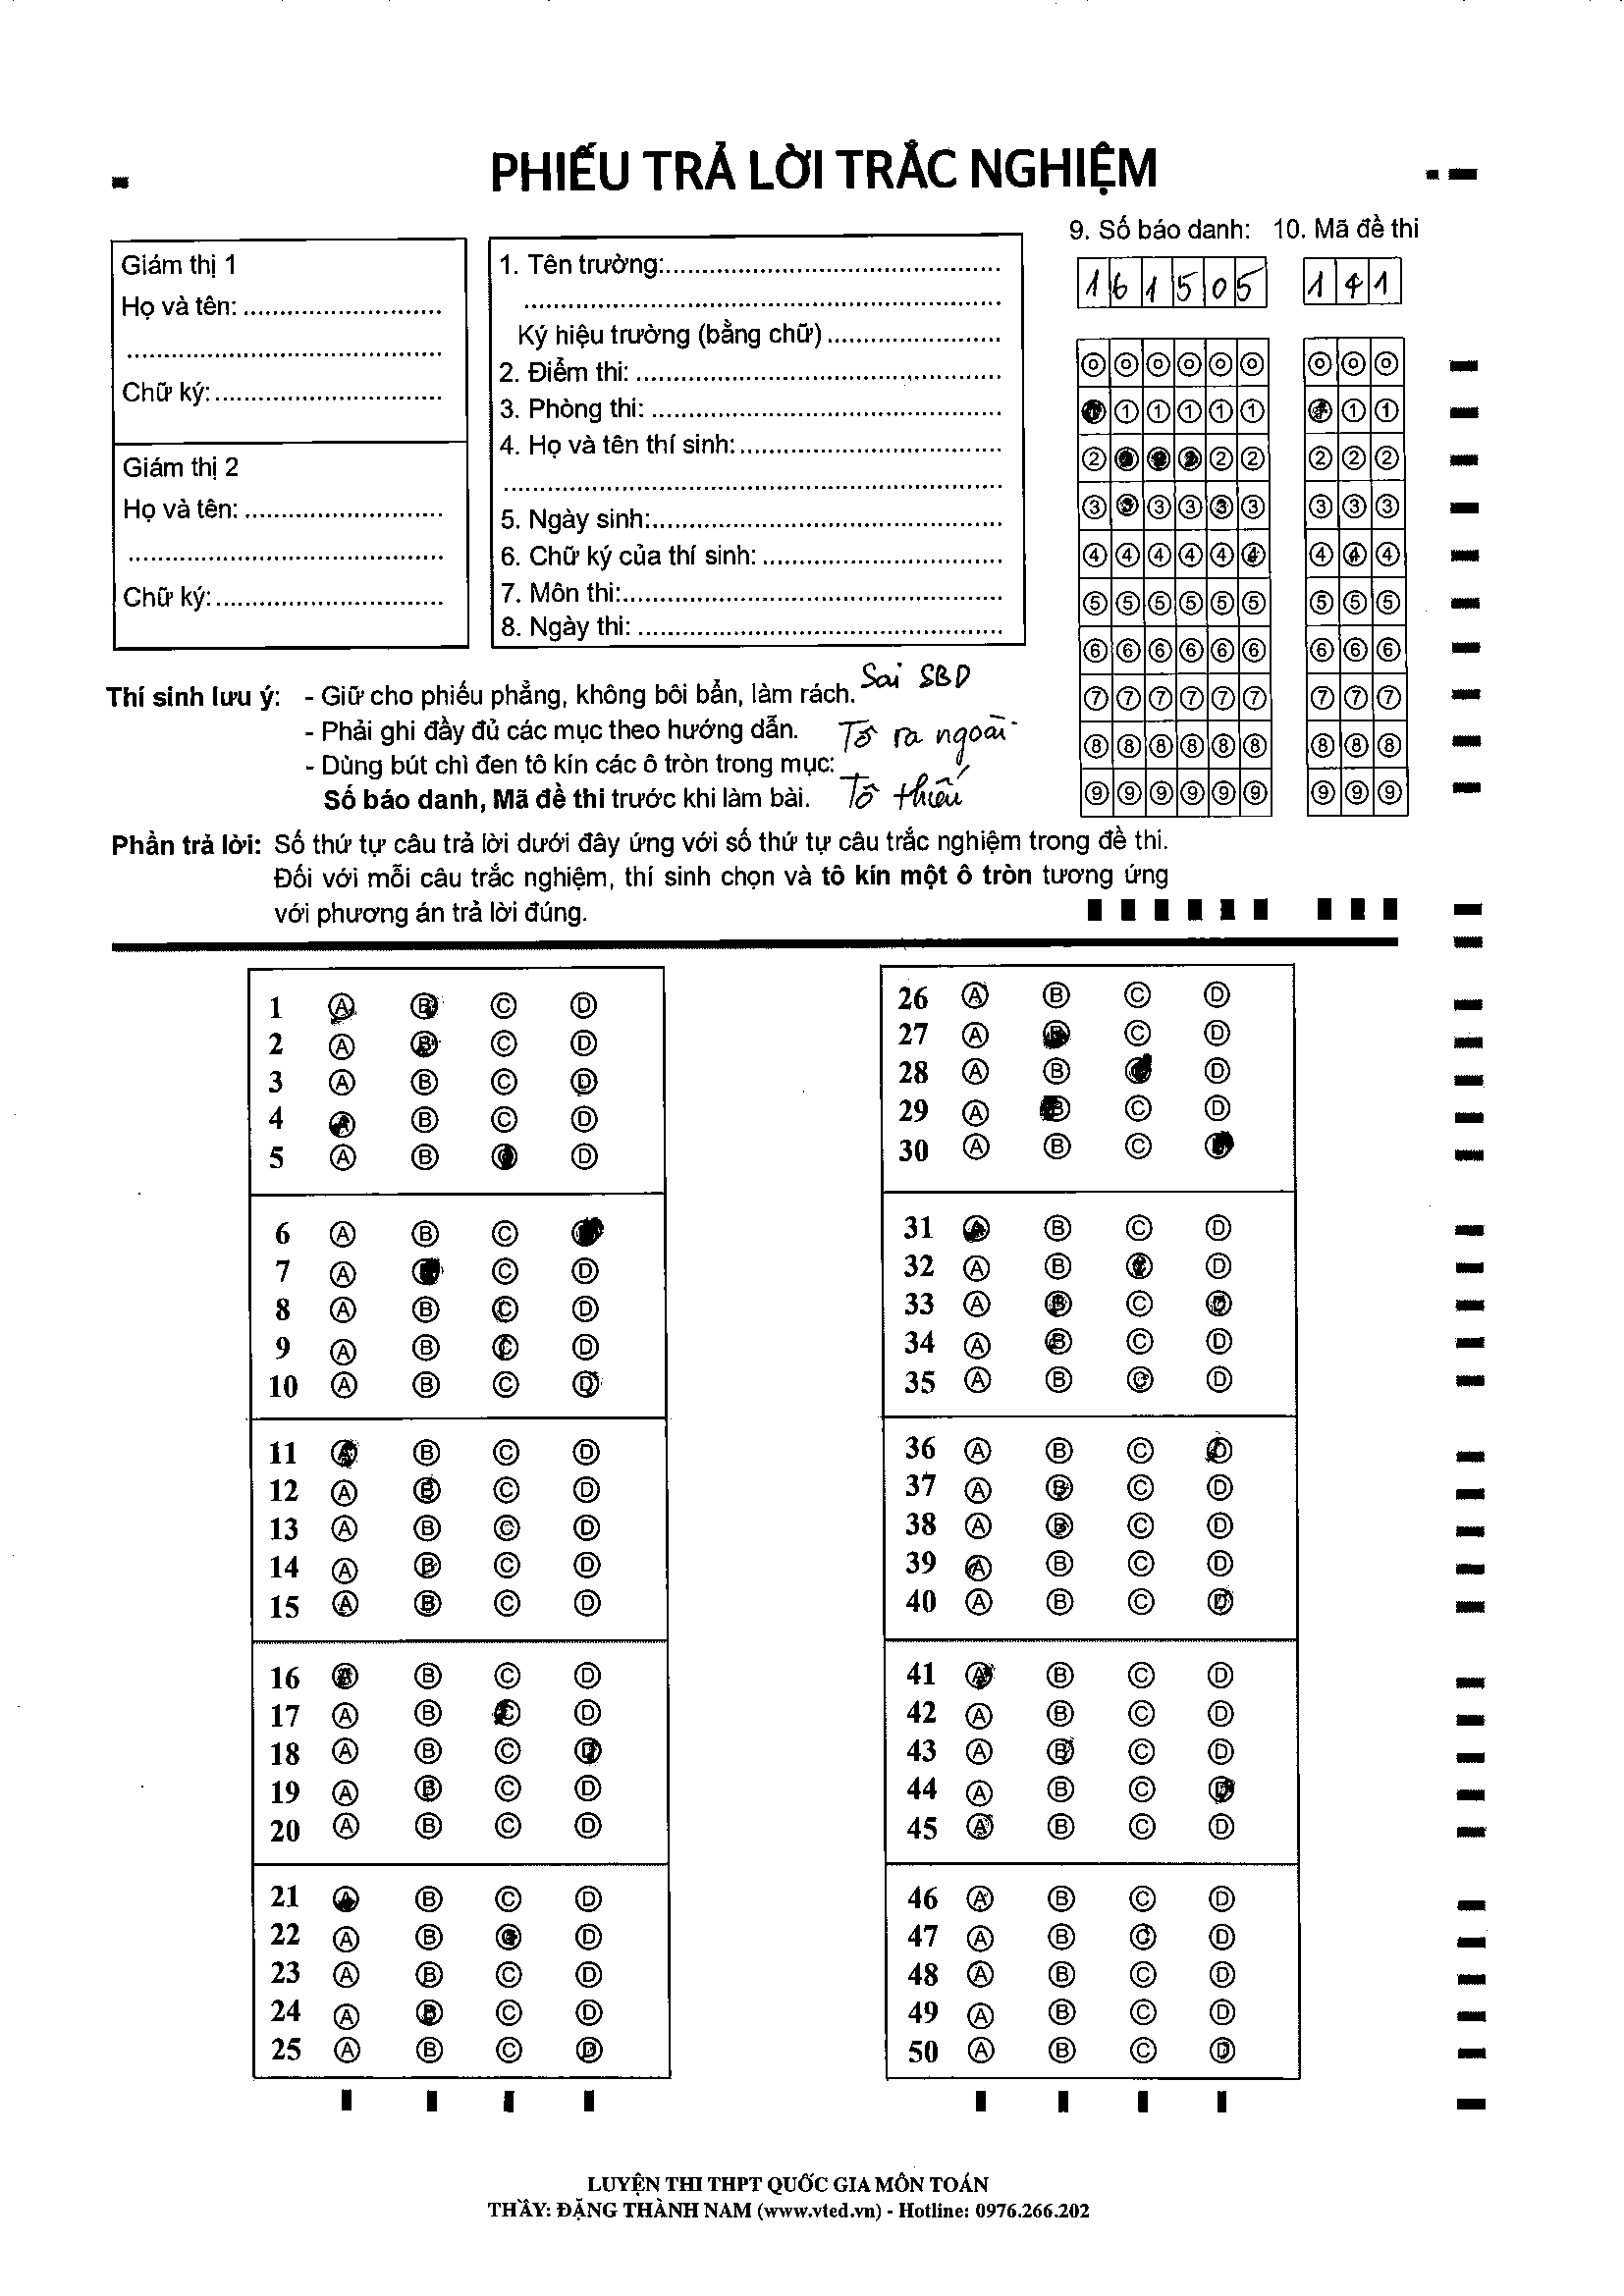 PHIẾU TRẢ LỜI TRẮC NGHIỆM
Giám thị 1
Họ và tên:
Chữ ký:
Giám thị 2
Họ và tên:
Chữ ký:
1. Tên trường:
Ký hiệu trường (bằng chữ)
2. Điểm thi:
3. Phòng thi:
4. Họ và tên thí sinh:
5. Ngày sinh:
6. Chữ ký của thí sinh:
7. Môn thi:
8. Ngày thi:
9. Số báo danh: 10. Mã đề thi
1 6 1 5 0 5 1 4 1
0 0 0 0 0 0 0 0 0
1 1 1 1 1 1 1 1 1
2 2 2 2 2 2 2 2 2
3 3 3 3 3 3 3 3 3
4 4 4 4 4 4 4 4 4
5 5 5 5 5 5 5 5 5
6 6 6 6 6 6 6 6 6
7 7 7 7 7 7 7 7 7
8 8 8 8 8 8 8 8 8
9 9 9 9 9 9 9 9 9
Thí sinh lưu ý: - Giữ cho phiếu phẳng, không bôi bẩn, làm rách. Sai SBD
- Phải ghi đầy đủ các mục theo hướng dẫn. Tô ra ngoài
- Dùng bút chì đen tô kín các ô tròn trong mục:
Số báo danh, Mã đề thi trước khi làm bài. Tô thiếu
Phần trả lời: Số thứ tự câu trả lời dưới đây ứng với số thứ tự câu trắc nghiệm trong đề thi.
Đối với mỗi câu trắc nghiệm, thí sinh chọn và tô kín một ô tròn tương ứng
với phương án trả lời đúng.
1 A B C D
2 A B C D
3 A B C D
4 A B C D
5 A B C D
6 A B C D
7 A B C D
8 A B C D
9 A B C D
10 A B C D
11 A B C D
12 A B C D
13 A B C D
14 A B C D
15 A B C D
16 A B C D
17 A B C D
18 A B C D
19 A B C D
20 A B C D
21 A B C D
22 A B C D
23 A B C D
24 A B C D
25 A B C D
26 A B C D
27 A B C D
28 A B C D
29 A B C D
30 A B C D
31 A B C D
32 A B C D
33 A B C D
34 A B C D
35 A B C D
36 A B C D
37 A B C D
38 A B C D
39 A B C D
40 A B C D
41 A B C D
42 A B C D
43 A B C D
44 A B C D
45 A B C D
46 A B C D
47 A B C D
48 A B C D
49 A B C D
50 A B C D
LUYỆN THI THPT QUỐC GIA MÔN TOÁN
THẦY: ĐẶNG THÀNH NAM (www.vted.vn) - Hotline: 0976.266.202